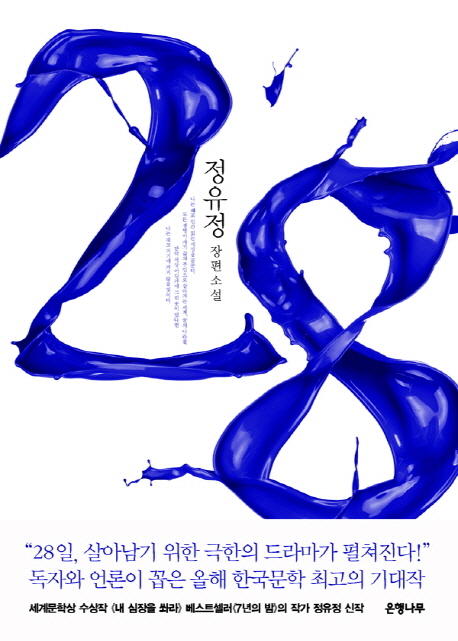 28
정유정
장편소설
“28일, 살아남기 위한 극한의 드라마가 펼쳐진다!”
독자와 언론이 꼽은 올해 한국문학 최고의 기대작
세계문학상 수상작 《내 심장을 쏴라》 베스트셀러《7년의 밤》의 작가 정유정 신작
은행나무